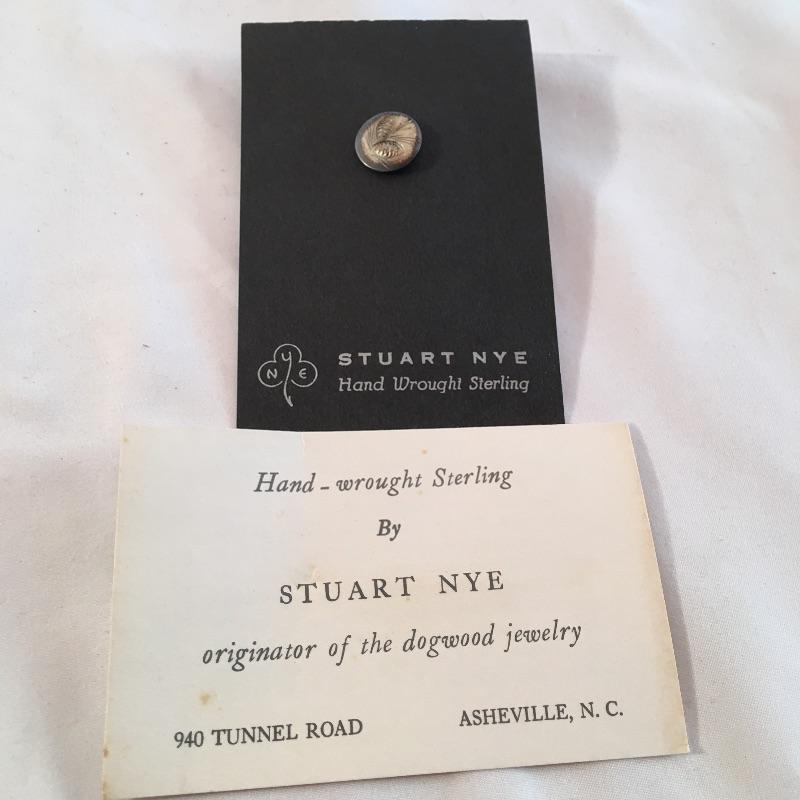 Y
N E
STUART NYE
Hand Wrought Sterling
Hand - wrought Sterling
By
STUART NYE
originator of the dogwood jewelry
940 TUNNEL ROAD ASHEVILLE, N. C.